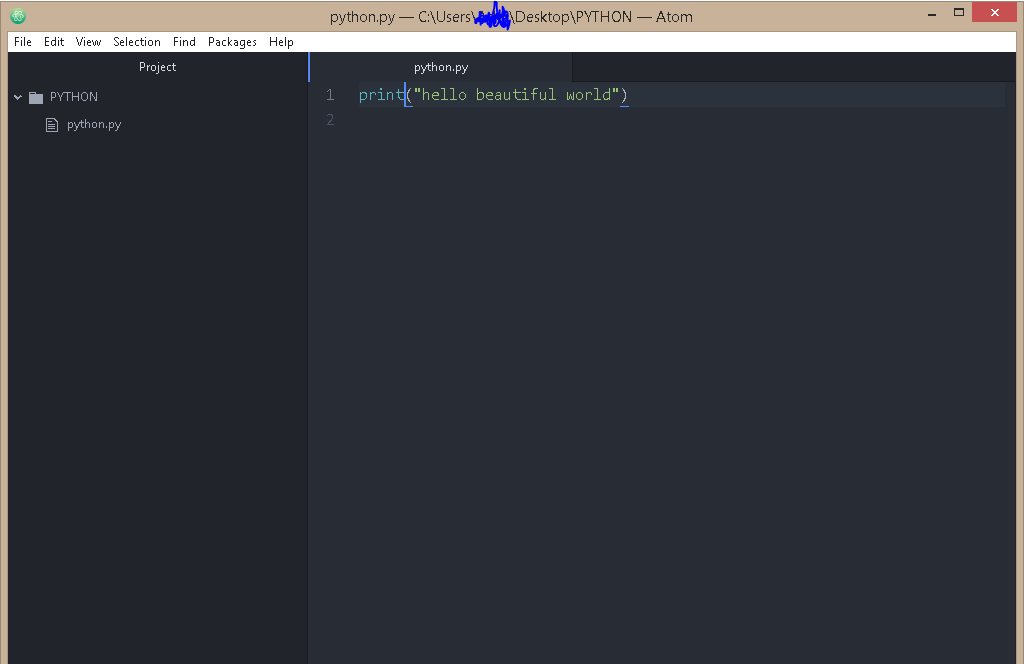 python.py — C:\Users\ \Desktop\PYTHON — Atom
File Edit View Selection Find Packages Help
Project
python.py
PYTHON
python.py
1 print("hello beautiful world")
2